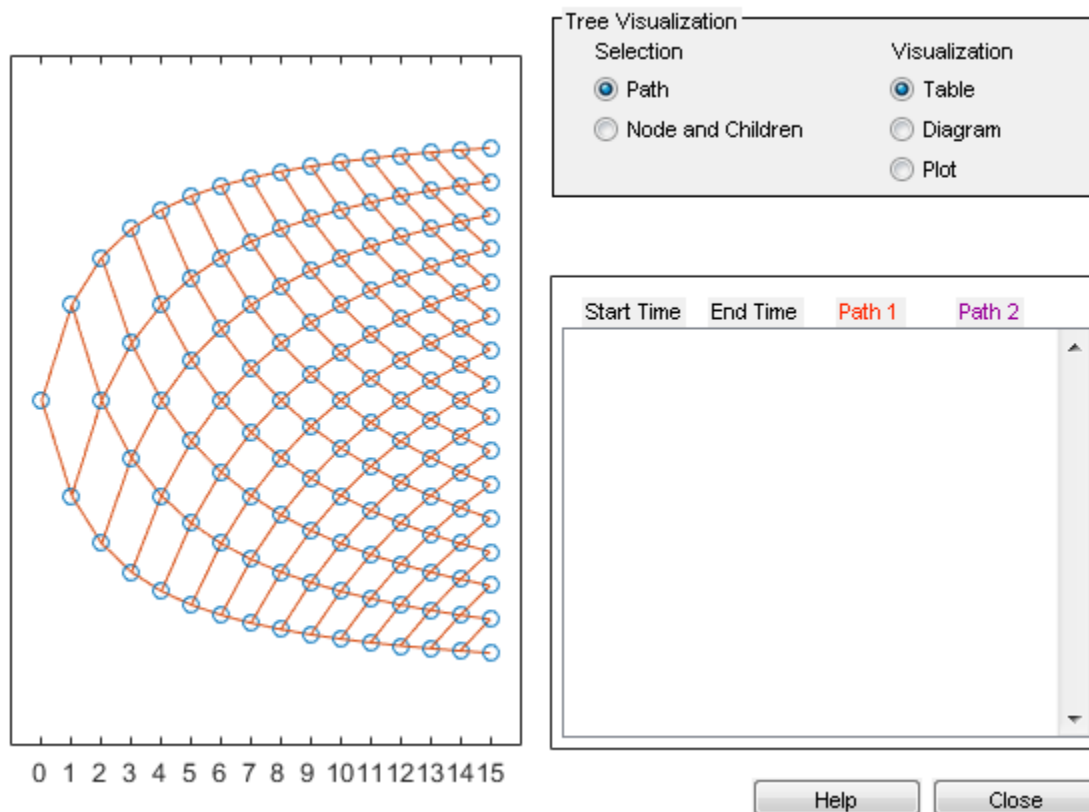 Tree Visualization
Selection Visualization
Path Table
Node and Children Diagram
Plot
Start Time End Time Path 1 Path 2
0 1 2 3 4 5 6 7 8 9 10 11 12 13 14 15
Help Close